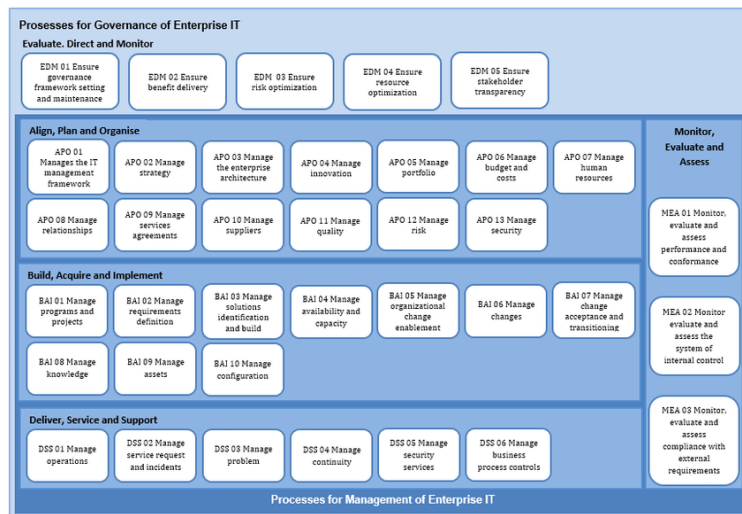 Prosesses for Governance of Enterprise IT
Evaluate. Direct and Monitor
EDM 01 Ensure
governance
framework setting
and maintenance
EDM 02 Ensure
benefit delivery
EDM 03 Ensure
risk optimization
EDM 04 Ensure
resource
optimization
EDM 05 Ensure
stakeholder
transparency
Align, Plan and Organise
APO 01
Manages the IT
management
framework
APO 02 Manage
strategy
APO 03 Manage
the enterprise
architecture
APO 04 Manage
innovation
APO 05 Manage
portfolio
APO 06 Manage
budget and
costs
APO 07 Manage
human
resources
APO 08 Manage
relationships
APO 09 Manage
services
agreements
APO 10 Manage
suppliers
APO 11 Manage
quality
APO 12 Manage
risk
APO 13 Manage
security
Build, Acquire and Implement
BAI 01 Manage
programs and
projects
BAI 02 Manage
requirements
definition
BAI 03 Manage
solutions
identification
and build
BAI 04 Manage
availability and
capacity
BAI 05 Manage
organizational
change
enablement
BAI 06 Manage
changes
BAI 07 Manage
change
acceptance and
transitioning
BAI 08 Manage
knowledge
BAI 09 Manage
assets
BAI 10 Manage
configuration
Deliver, Service and Support
DSS 01 Manage
operations
DSS 02 Manage
service request
and incidents
DSS 03 Manage
problem
DSS 04 Manage
continuity
DSS 05 Manage
security
services
DSS 06 Manage
business
process controls
Monitor,
Evaluate and
Assess
MEA 01 Monitor,
evaluate and
assess
performance and
conformance
MEA 02 Monitor
evaluate and
assess the
system of
internal control
MEA 03 Monitor,
evaluate and
assess
compliance with
external
requirements
Processes for Management of Enterprise IT